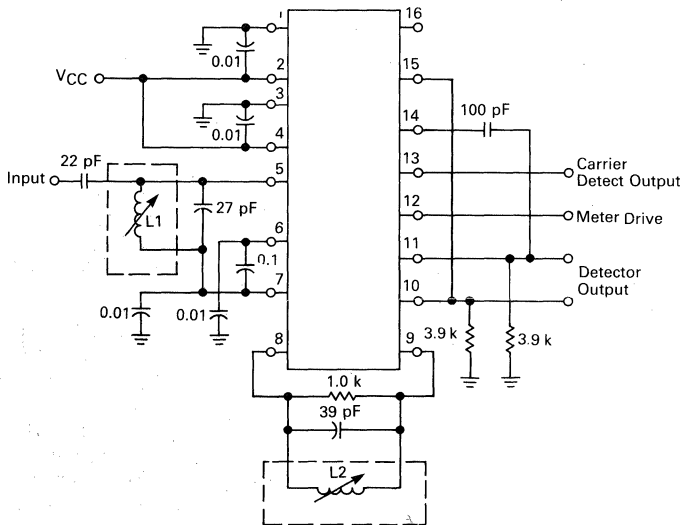 1
16
0.01
2
15
VCC
3
14
100 pF
0.01
4
13
Carrier
Detect Output
22 pF
Input
5
12
Meter Drive
L1
27 pF
6
11
0.1
Detector
Output
7
10
0.01
0.01
3.9 k
3.9 k
8
9
1.0 k
39 pF
L2